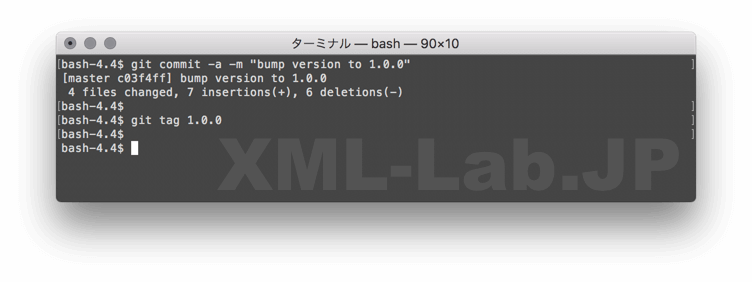 ターミナル — bash — 90×10
[bash-4.4$ git commit -a -m "bump version to 1.0.0" ]
[master c03f4ff] bump version to 1.0.0
4 files changed, 7 insertions(+), 6 deletions(-)
[bash-4.4$ ]
[bash-4.4$ git tag 1.0.0 ]
[bash-4.4$ ]
bash-4.4$
XML-Lab.JP